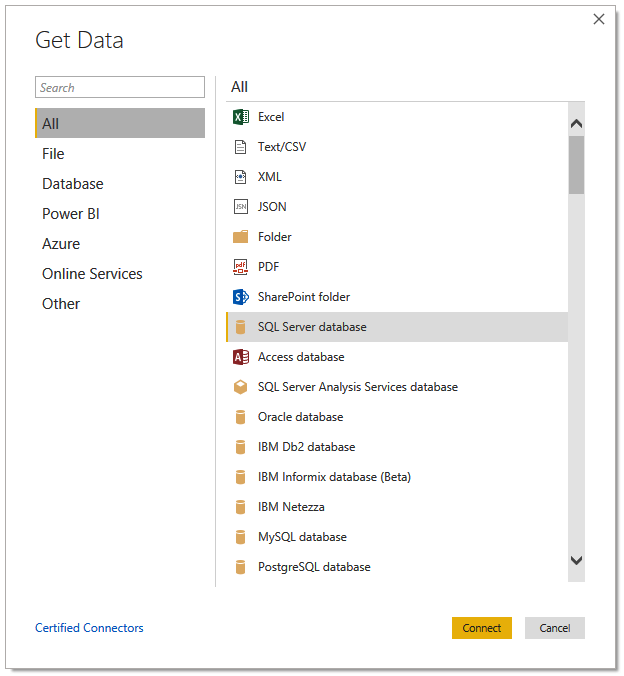 Get Data
Search
All
File
Database
Power BI
Azure
Online Services
Other
All
Excel
Text/CSV
XML
JSON
Folder
PDF
SharePoint folder
SQL Server database
Access database
SQL Server Analysis Services database
Oracle database
IBM Db2 database
IBM Informix database (Beta)
IBM Netezza
MySQL database
PostgreSQL database
Certified Connectors
Connect
Cancel